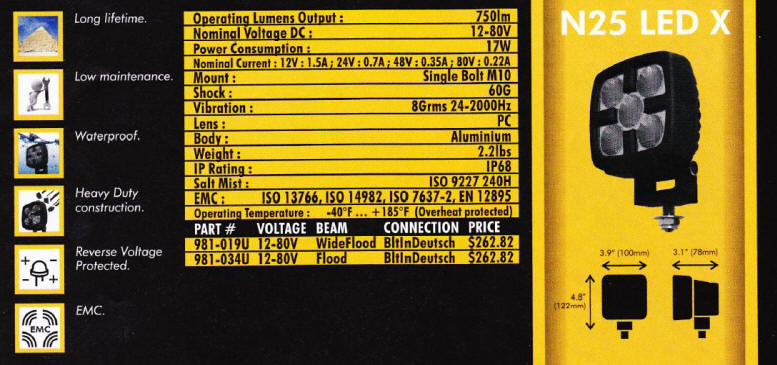 Long lifetime.
Low maintenance.
Waterproof.
Heavy Duty
construction.
Reverse Voltage
Protected.
EMC
EMC.
Operating Lumens Output : 750lm
Nominal Voltage DC : 12-80V
Power Consumption : 17W
Nominal Current : 12V : 1.5A ; 24V : 0.7A ; 48V : 0.35A ; 80V : 0.22A
Mount : Single Bolt M10
Shock : 60G
Vibration : 8Grms 24-2000Hz
Lens : PC
Body : Aluminium
Weight : 2.2lbs
IP Rating : IP68
Salt Mist : ISO 9227 240H
EMC : ISO 13766, ISO 14982, ISO 7637-2, EN 12895
Operating Temperature : -40°F ... +185°F (Overheat protected)
PART # VOLTAGE BEAM CONNECTION PRICE
981-019U 12-80V WideFlood BltInDeutsch $262.82
981-034U 12-80V Flood BltInDeutsch $262.82
N25 LED X
3.9" (100mm) 3.1" (78mm)
4.8"
(122mm)